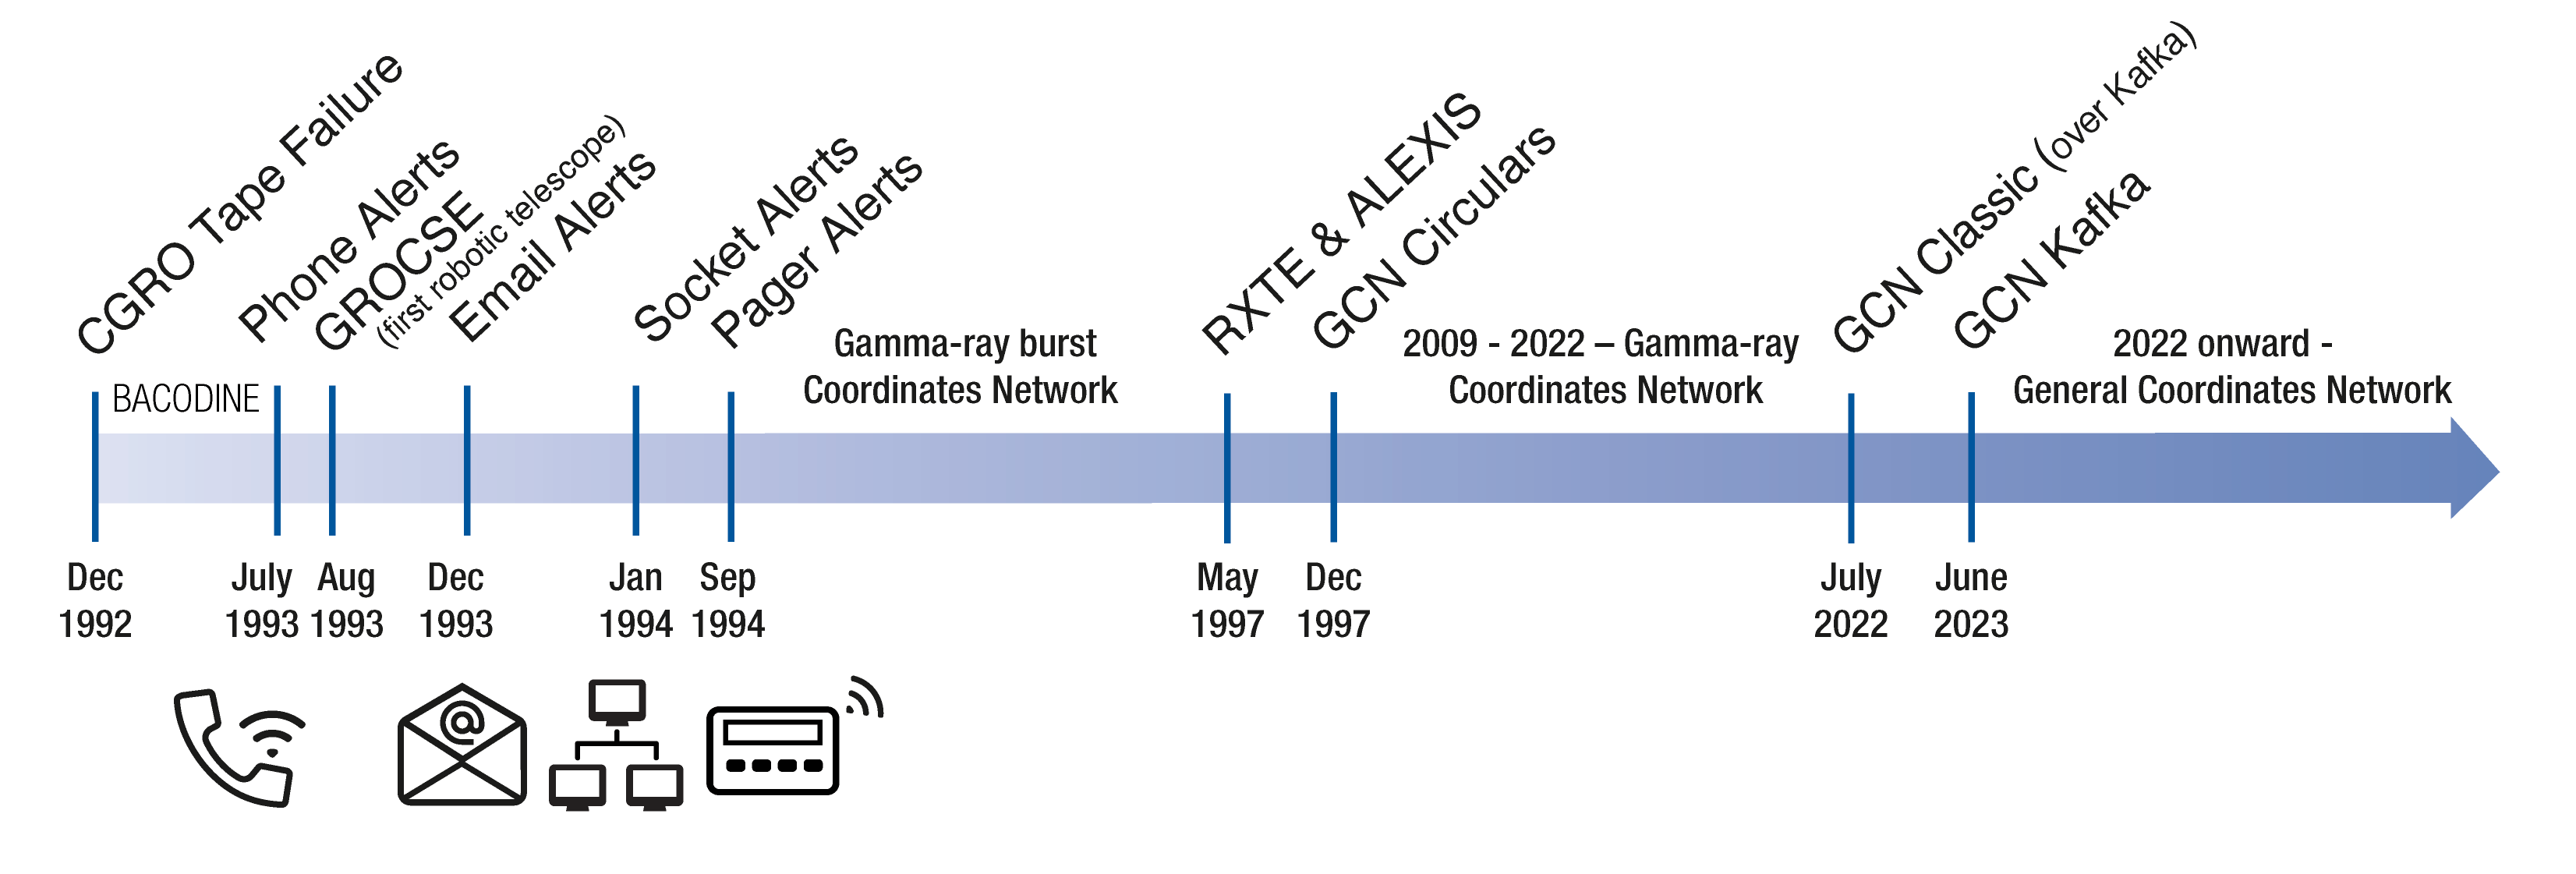 CGRO Tape Failure
Phone Alerts
GROCSE
(first robotic telescope)
Email Alerts
Socket Alerts
Pager Alerts
RXTE & ALEXIS
GCN Circulars
GCN Classic (over Kafka)
GCN Kafka
BACODINE
Gamma-ray burst
Coordinates Network
2009 - 2022 – Gamma-ray
Coordinates Network
2022 onward -
General Coordinates Network
Dec
1992
July
1993
Aug
1993
Dec
1993
Jan
1994
Sep
1994
May
1997
Dec
1997
July
2022
June
2023
@